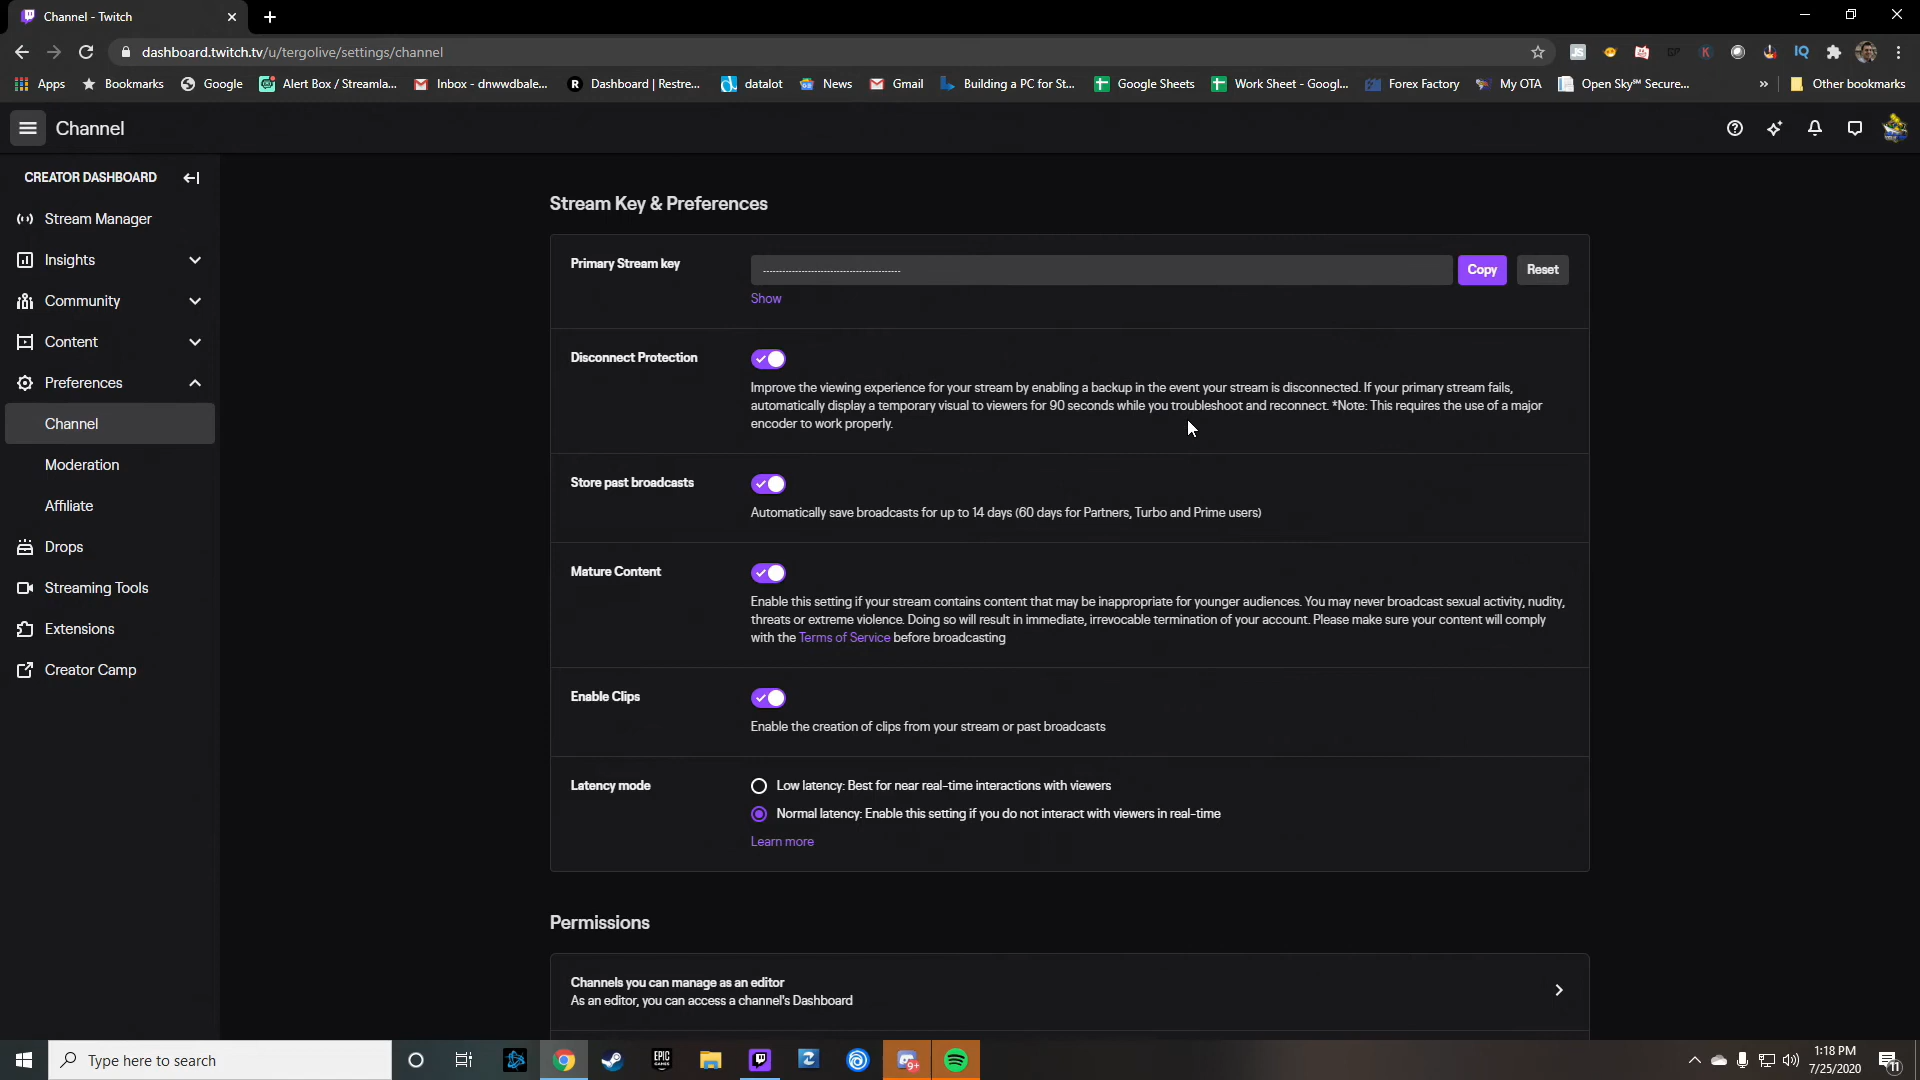 Channel - Twitch
dashboard.twitch.tv/u/tergolive/settings/channel
Apps Bookmarks Google Alert Box / Streamla... Inbox - dnwwdbale... Dashboard | Restre... datalot News Gmail Building a PC for St... Google Sheets Work Sheet - Googl... Forex Factory My OTA Open Sky℠ Secure... » Other bookmarks
Channel
CREATOR DASHBOARD
Stream Manager
Insights
Community
Content
Preferences
Channel
Moderation
Affiliate
Drops
Streaming Tools
Extensions
Creator Camp
Stream Key & Preferences
Primary Stream key
Copy Reset
Show
Disconnect Protection
Improve the viewing experience for your stream by enabling a backup in the event your stream is disconnected. If your primary stream fails,
automatically display a temporary visual to viewers for 90 seconds while you troubleshoot and reconnect. *Note: This requires the use of a major
encoder to work properly.
Store past broadcasts
Automatically save broadcasts for up to 14 days (60 days for Partners, Turbo and Prime users)
Mature Content
Enable this setting if your stream contains content that may be inappropriate for younger audiences. You may never broadcast sexual activity, nudity,
threats or extreme violence. Doing so will result in immediate, irrevocable termination of your account. Please make sure your content will comply
with the Terms of Service before broadcasting
Enable Clips
Enable the creation of clips from your stream or past broadcasts
Latency mode
Low latency: Best for near real-time interactions with viewers
Normal latency: Enable this setting if you do not interact with viewers in real-time
Learn more
Permissions
Channels you can manage as an editor
As an editor, you can access a channel's Dashboard
Type here to search
EPIC GAMES
9+
1:18 PM
7/25/2020
11